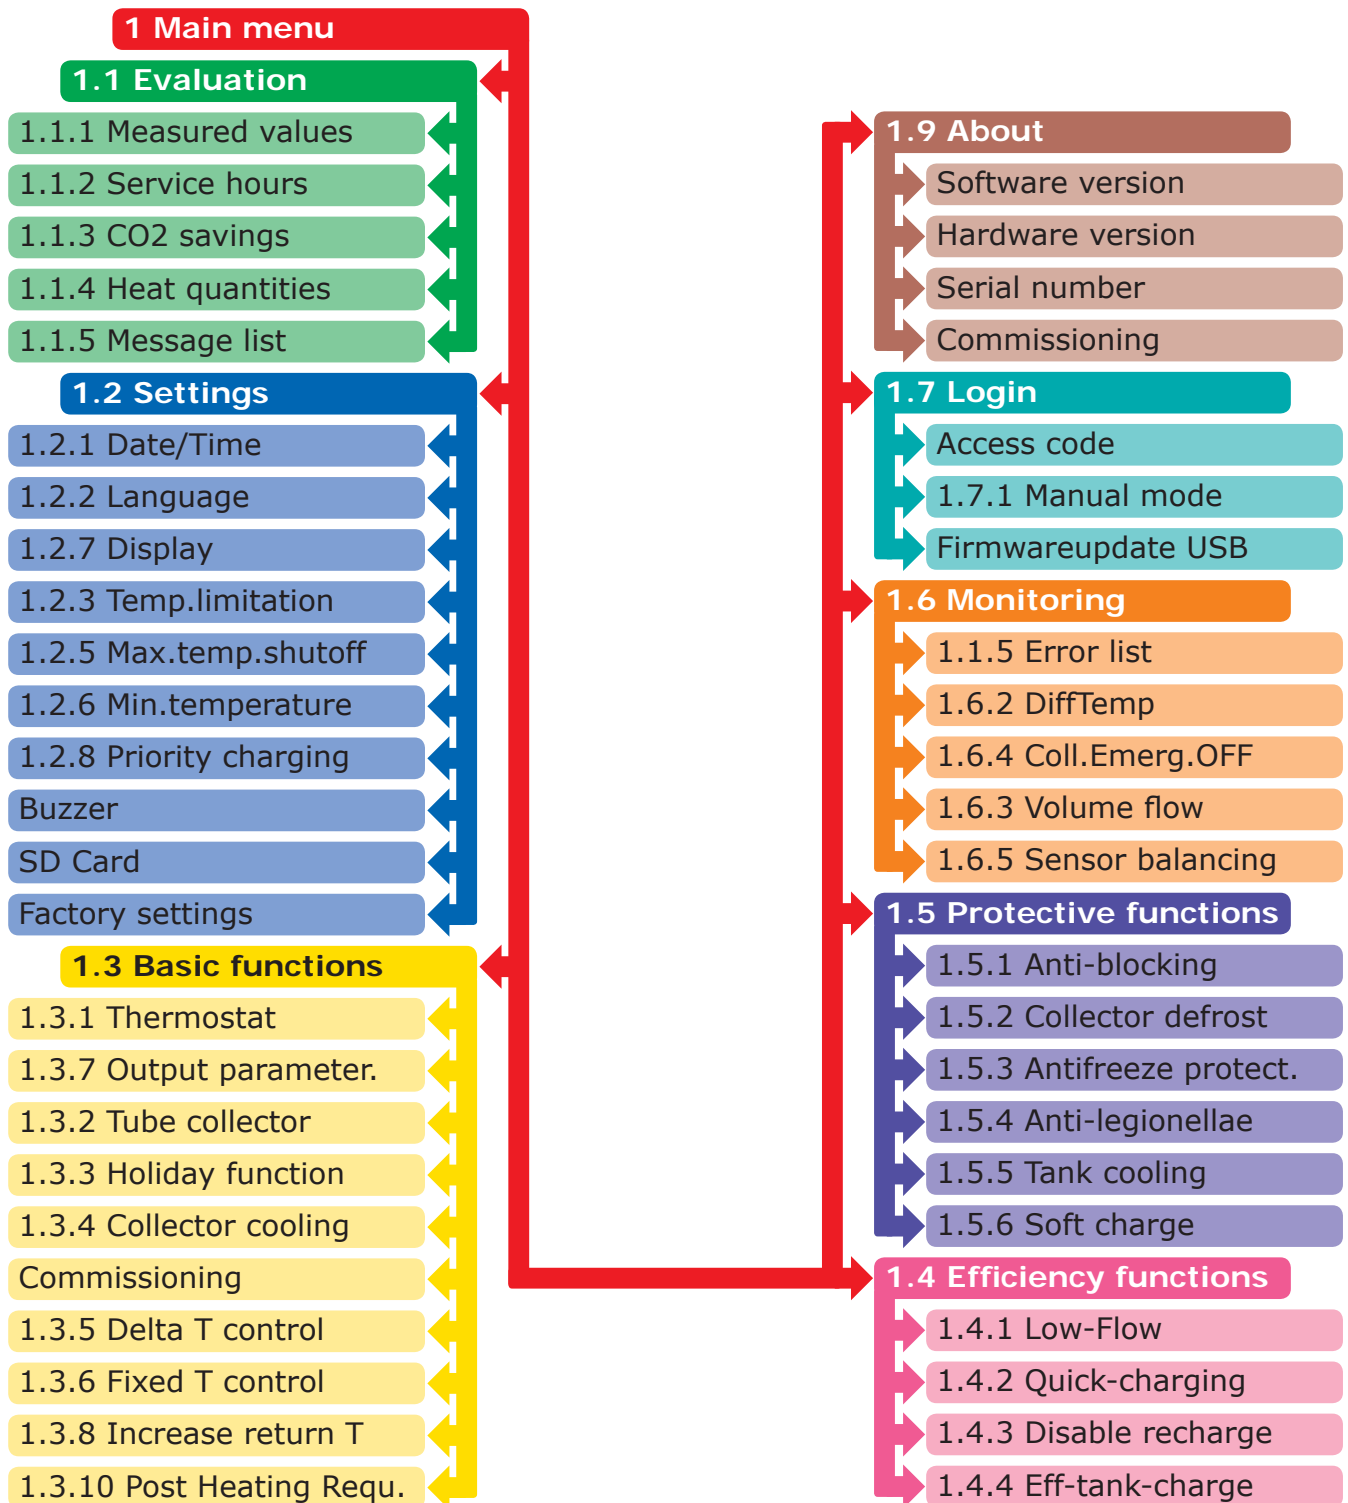 1 Main menu
1.1 Evaluation
1.1.1 Measured values
1.1.2 Service hours
1.1.3 CO2 savings
1.1.4 Heat quantities
1.1.5 Message list
1.2 Settings
1.2.1 Date/Time
1.2.2 Language
1.2.7 Display
1.2.3 Temp.limitation
1.2.5 Max.temp.shutoff
1.2.6 Min.temperature
1.2.8 Priority charging
Buzzer
SD Card
Factory settings
1.3 Basic functions
1.3.1 Thermostat
1.3.7 Output parameter.
1.3.2 Tube collector
1.3.3 Holiday function
1.3.4 Collector cooling
Commissioning
1.3.5 Delta T control
1.3.6 Fixed T control
1.3.8 Increase return T
1.3.10 Post Heating Requ.
1.9 About
Software version
Hardware version
Serial number
Commissioning
1.7 Login
Access code
1.7.1 Manual mode
Firmwareupdate USB
1.6 Monitoring
1.1.5 Error list
1.6.2 DiffTemp
1.6.4 Coll.Emerg.OFF
1.6.3 Volume flow
1.6.5 Sensor balancing
1.5 Protective functions
1.5.1 Anti-blocking
1.5.2 Collector defrost
1.5.3 Antifreeze protect.
1.5.4 Anti-legionellae
1.5.5 Tank cooling
1.5.6 Soft charge
1.4 Efficiency functions
1.4.1 Low-Flow
1.4.2 Quick-charging
1.4.3 Disable recharge
1.4.4 Eff-tank-charge